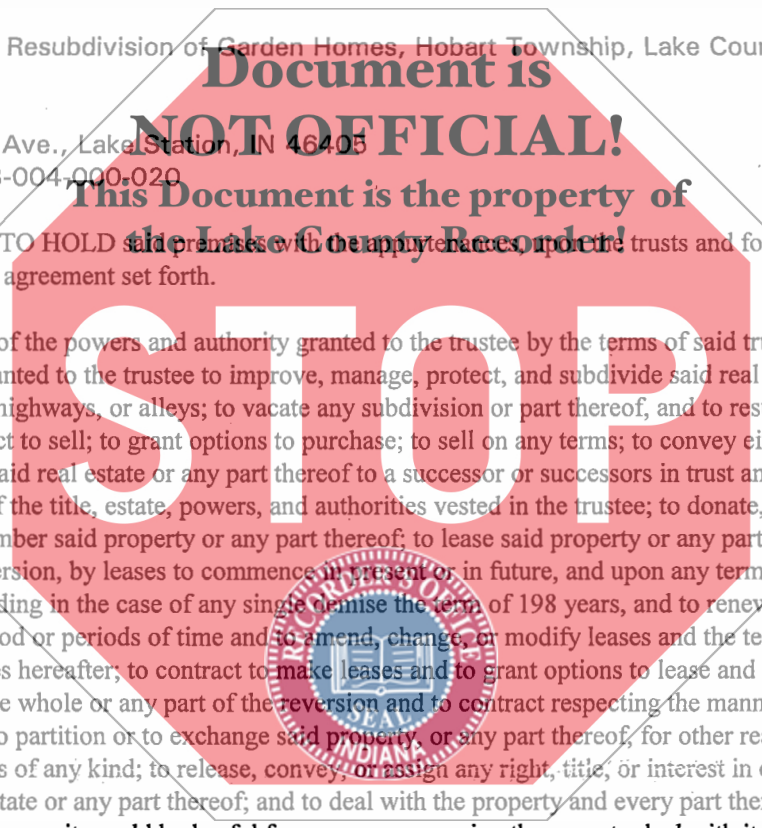 Resubdivision of Garden Homes, Hobart Township, Lake Coun
Document is
NOT OFFICIAL!
Ave., Lake Station, IN 46405
-004-000-020
This Document is the property of
the Lake County Recorder!
TO HOLD said premises with the appurtenances, upon the trusts and fo
agreement set forth.
STOP
of the powers and authority granted to the trustee by the terms of said tru
nted to the trustee to improve, manage, protect, and subdivide said real
highways, or alleys; to vacate any subdivision or part thereof, and to res
ct to sell; to grant options to purchase; to sell on any terms; to convey ei
aid real estate or any part thereof to a successor or successors in trust an
f the title, estate, powers, and authorities vested in the trustee; to donate,
mber said property or any part thereof; to lease said property or any part
ersion, by leases to commence in present or in future, and upon any term
ding in the case of any single demise the term of 198 years, and to renew
od or periods of time and to amend, change, or modify leases and the te
s hereafter; to contract to make leases and to grant options to lease and
e whole or any part of the reversion and to contract respecting the mann
o partition or to exchange said property, or any part thereof, for other rea
s of any kind; to release, convey, or assign any right, title, or interest in o
tate or any part thereof; and to deal with the property and every part the
RECORDER'S OFFICE
SEAL
INDIANA